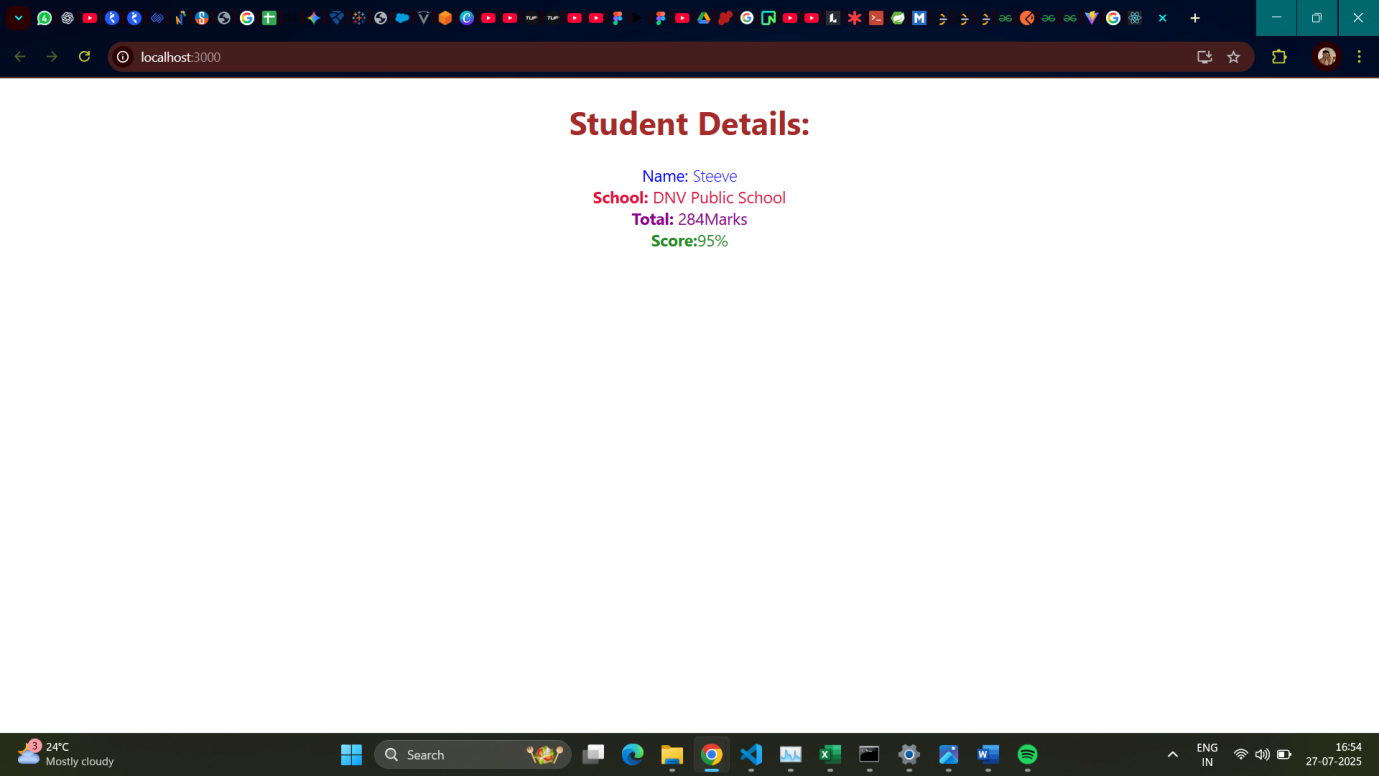 localhost:3000
Student Details:
Name: Steeve
School: DNV Public School
Total: 284Marks
Score:95%
3
24°C
Mostly cloudy
Search
ENG
IN
16:54
27-07-2025